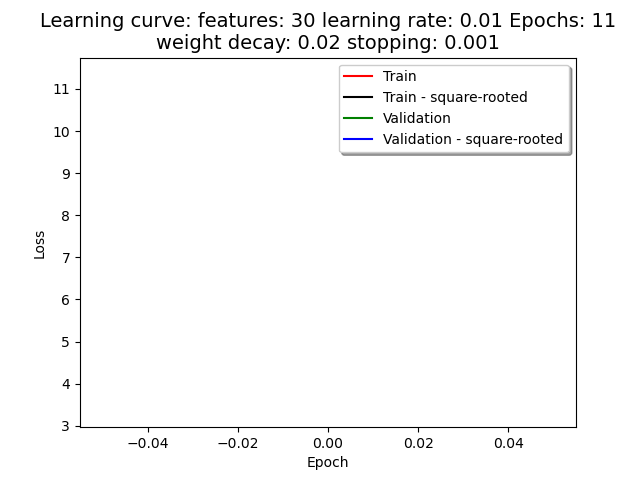 Learning curve: features: 30 learning rate: 0.01 Epochs: 11
weight decay: 0.02 stopping: 0.001
Train
Train - square-rooted
Validation
Validation - square-rooted
11
10
9
8
7
6
5
4
3
Loss
−0.04
−0.02
0.00
0.02
0.04
Epoch